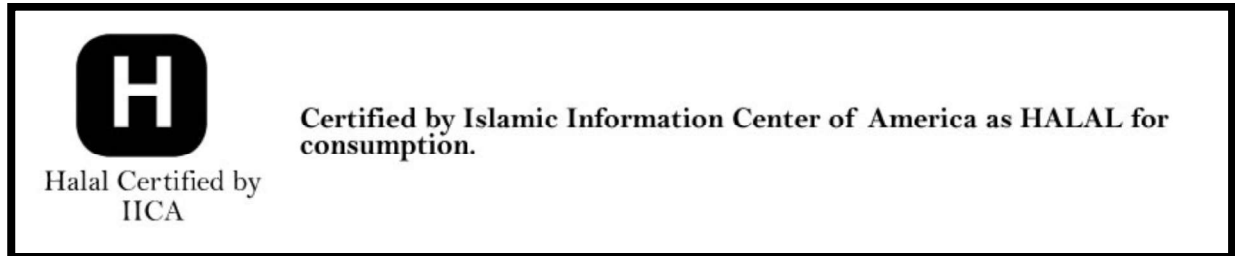 H
Halal Certified by
IICA
Certified by Islamic Information Center of America as HALAL for
consumption.